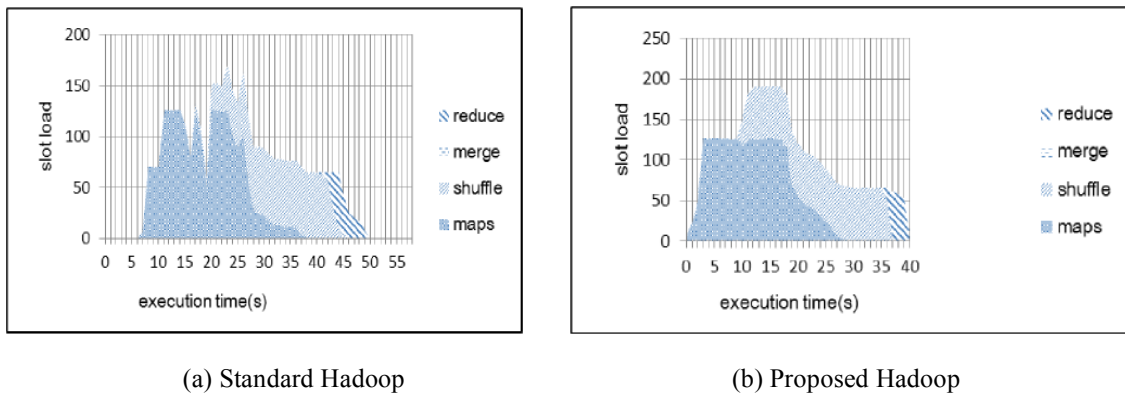 200
150
100
50
0
slot load
0 5 10 15 20 25 30 35 40 45 50 55
execution time(s)
reduce
merge
shuffle
maps
(a) Standard Hadoop
250
200
150
100
50
0
slot load
0 5 10 15 20 25 30 35 40
execution time(s)
reduce
merge
shuffle
maps
(b) Proposed Hadoop